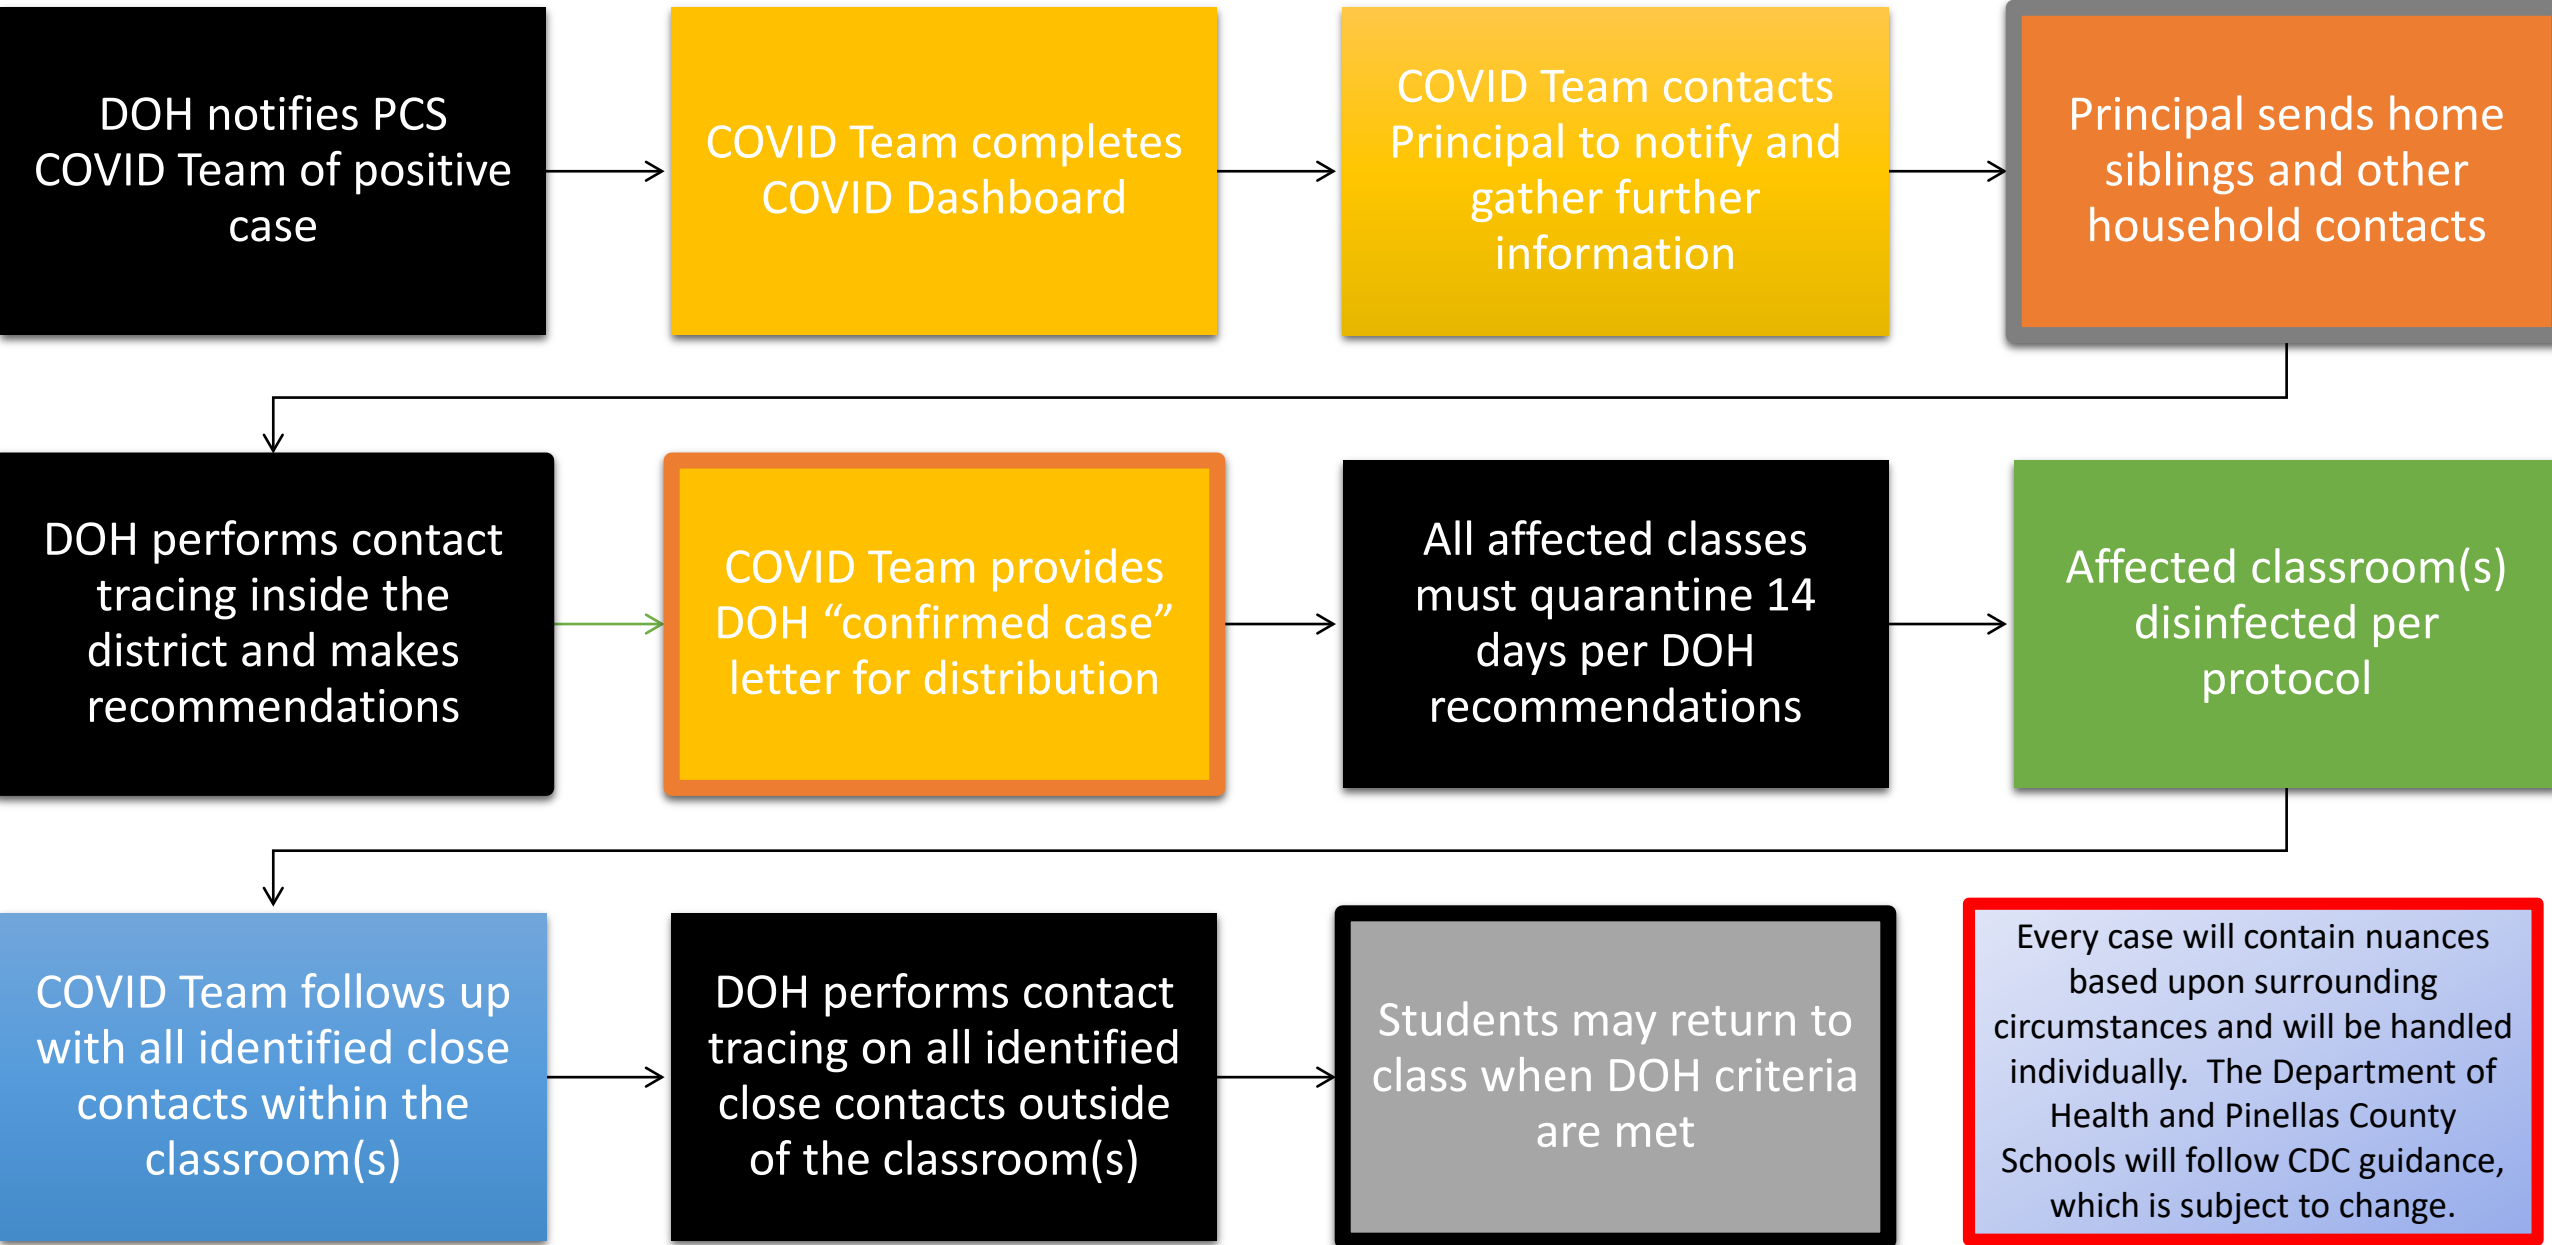 DOH notifies PCS
COVID Team of positive
case
COVID Team completes
COVID Dashboard
COVID Team contacts
Principal to notify and
gather further
information
Principal sends home
siblings and other
household contacts
DOH performs contact
tracing inside the
district and makes
recommendations
COVID Team provides
DOH “confirmed case”
letter for distribution
All affected classes
must quarantine 14
days per DOH
recommendations
Affected classroom(s)
disinfected per
protocol
COVID Team follows up
with all identified close
contacts within the
classroom(s)
DOH performs contact
tracing on all identified
close contacts outside
of the classroom(s)
Students may return to
class when DOH criteria
are met
Every case will contain nuances
based upon surrounding
circumstances and will be handled
individually.  The Department of
Health and Pinellas County
Schools will follow CDC guidance,
which is subject to change.